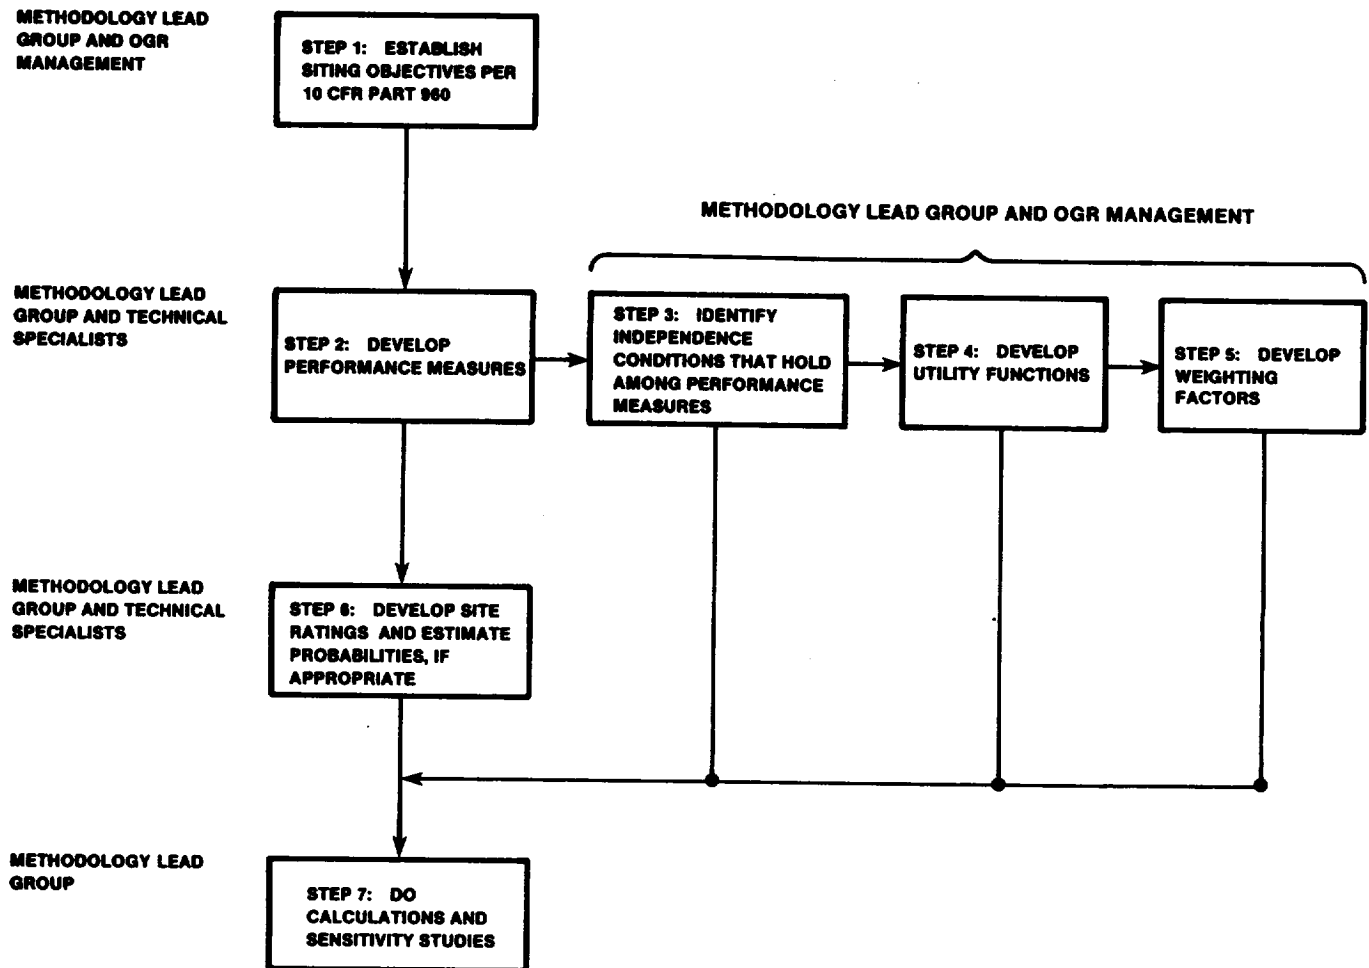 METHODOLOGY LEAD
GROUP AND OGR
MANAGEMENT
STEP 1: ESTABLISH
SITING OBJECTIVES PER
10 CFR PART 960
METHODOLOGY LEAD GROUP AND OGR MANAGEMENT
METHODOLOGY LEAD
GROUP AND TECHNICAL
SPECIALISTS
STEP 2: DEVELOP
PERFORMANCE MEASURES
STEP 3: IDENTIFY
INDEPENDENCE
CONDITIONS THAT HOLD
AMONG PERFORMANCE
MEASURES
STEP 4: DEVELOP
UTILITY FUNCTIONS
STEP 5: DEVELOP
WEIGHTING
FACTORS
METHODOLOGY LEAD
GROUP AND TECHNICAL
SPECIALISTS
STEP 6: DEVELOP SITE
RATINGS AND ESTIMATE
PROBABILITIES, IF
APPROPRIATE
METHODOLOGY LEAD
GROUP
STEP 7: DO
CALCULATIONS AND
SENSITIVITY STUDIES